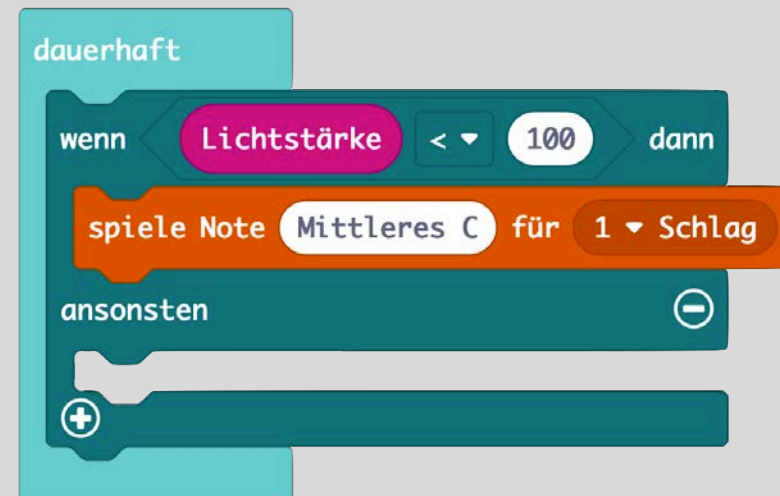 dauerhaft
wenn Lichtstärke < 100 dann
spiele Note Mittleres C für 1 Schlag
ansonsten